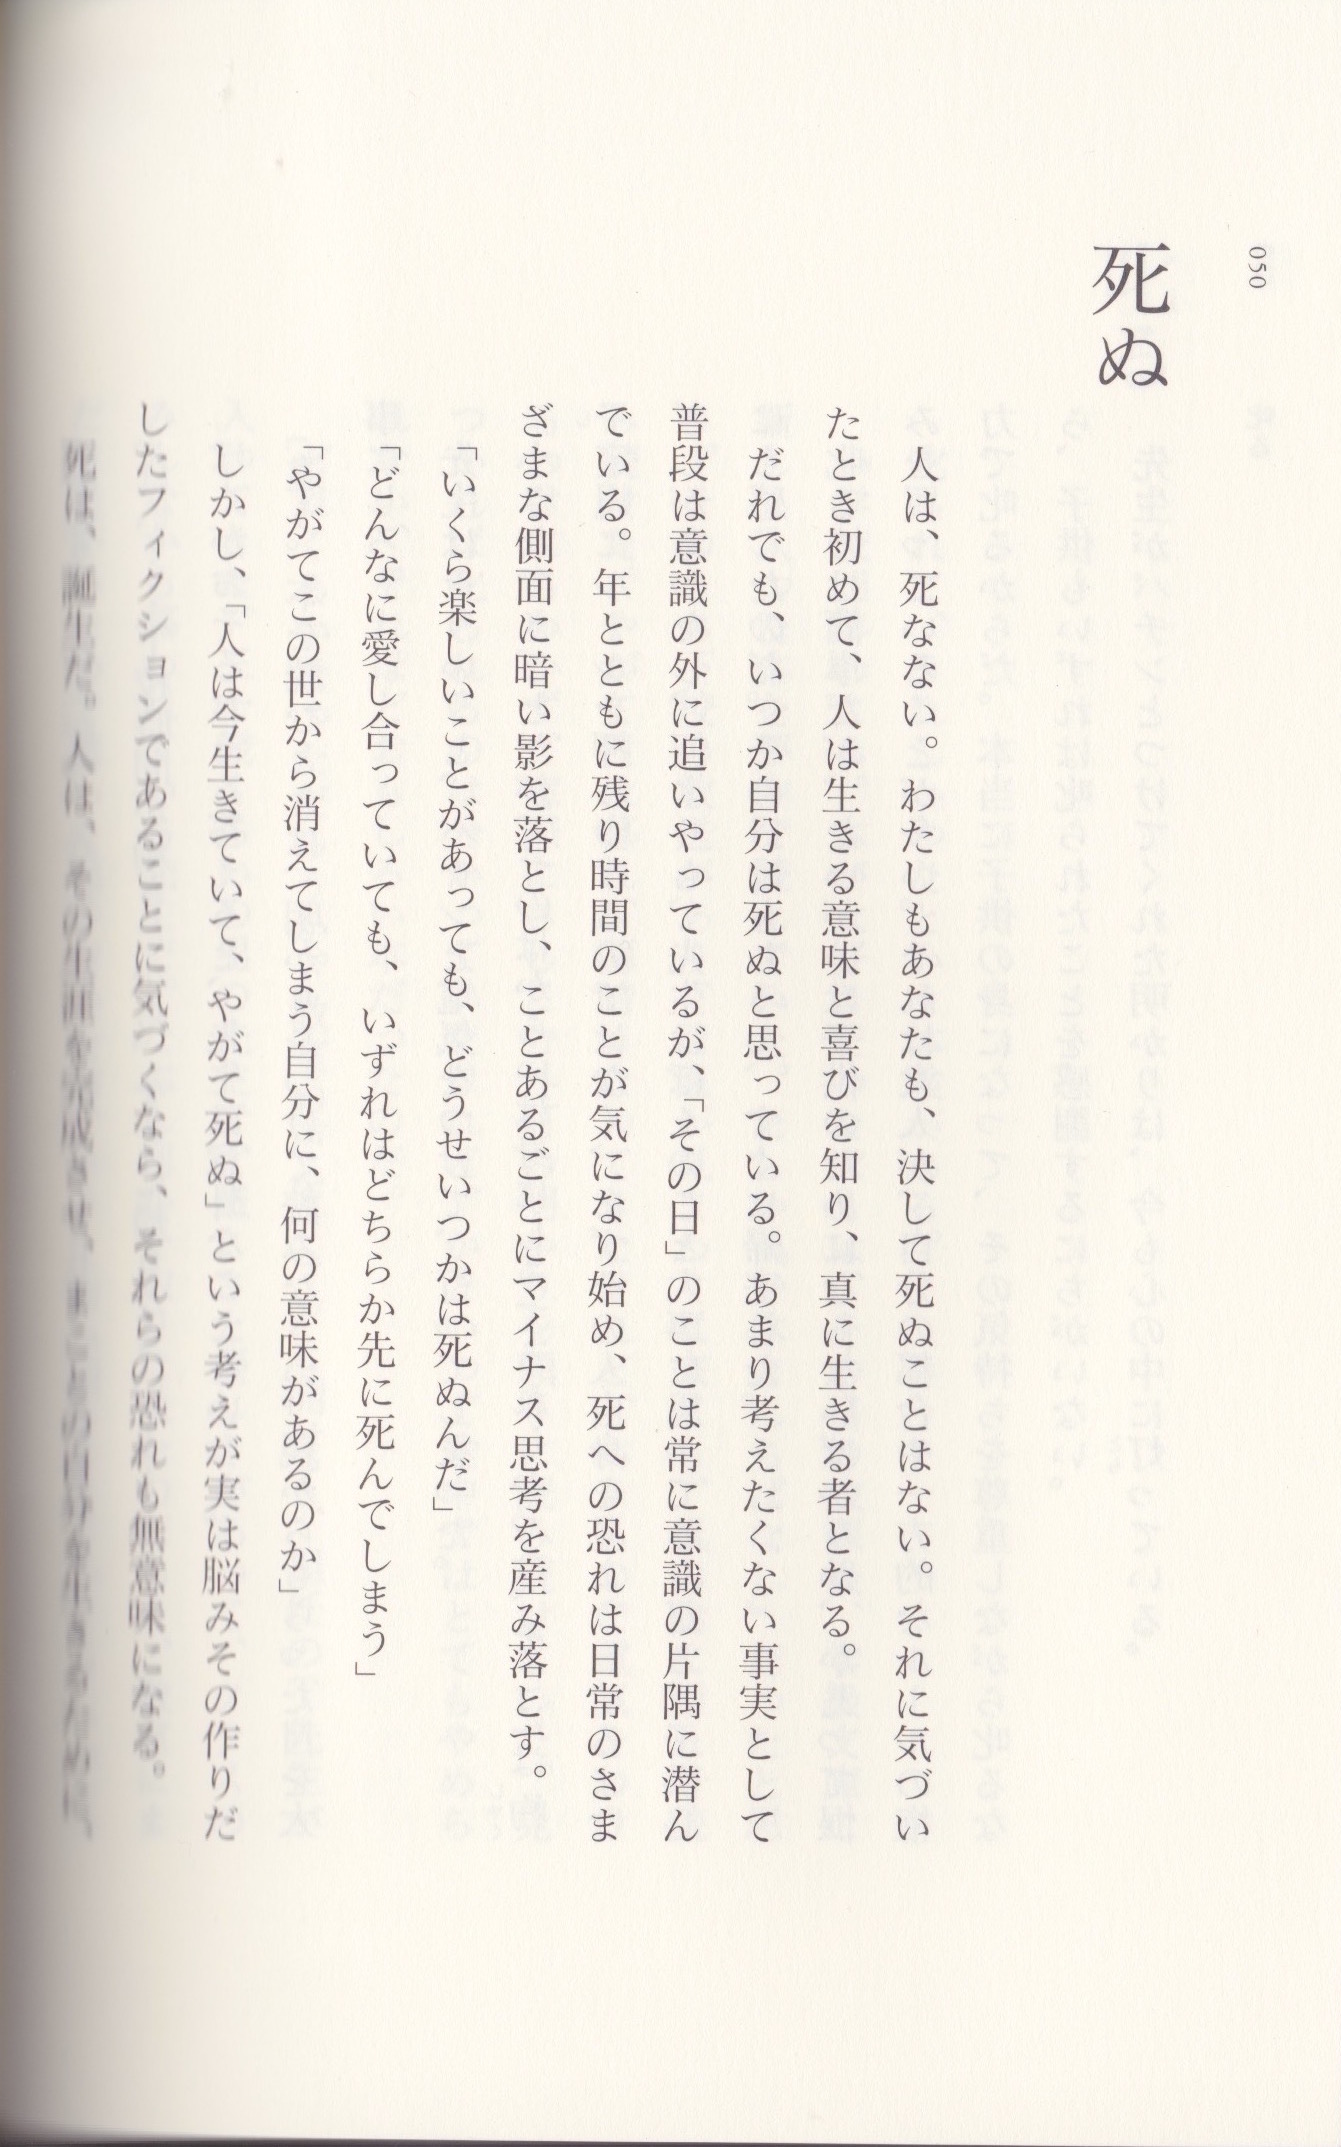 050
死ぬ
人は、死なない。わたしもあなたも、決して死ぬことはない。それに気づい
たとき初めて、人は生きる意味と喜びを知り、真に生きる者となる。
だれでも、いつか自分は死ぬと思っている。あまり考えたくない事実として
普段は意識の外に追いやっているが、「その日」のことは常に意識の片隅に潜ん
でいる。年とともに残り時間のことが気になり始め、死への恐れは日常のさま
ざまな側面に暗い影を落とし、ことあるごとにマイナス思考を産み落とす。
「いくら楽しいことがあっても、どうせいつかは死ぬんだ」
「どんなに愛し合っていても、いずれはどちらか先に死んでしまう」
「やがてこの世から消えてしまう自分に、何の意味があるのか」
しかし、「人は今生きていて、やがて死ぬ」という考えが実は脳みその作りだ
したフィクションであることに気づくなら、それらの恐れも無意味になる。
死は、誕生だ。人は、その生涯を完成させ、まことの自分を生きるために、